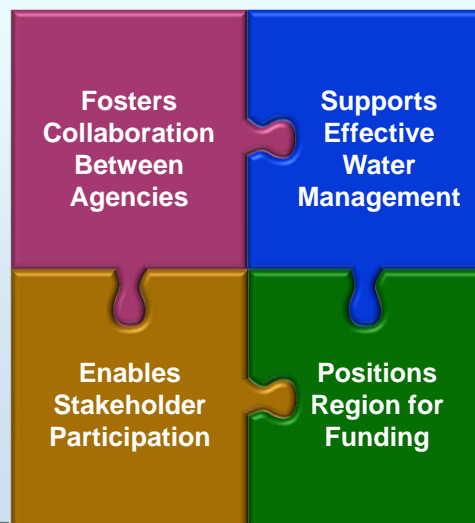 Fosters
Collaboration
Between
Agencies
Supports
Effective
Water
Management
Enables
Stakeholder
Participation
Positions
Region for
Funding